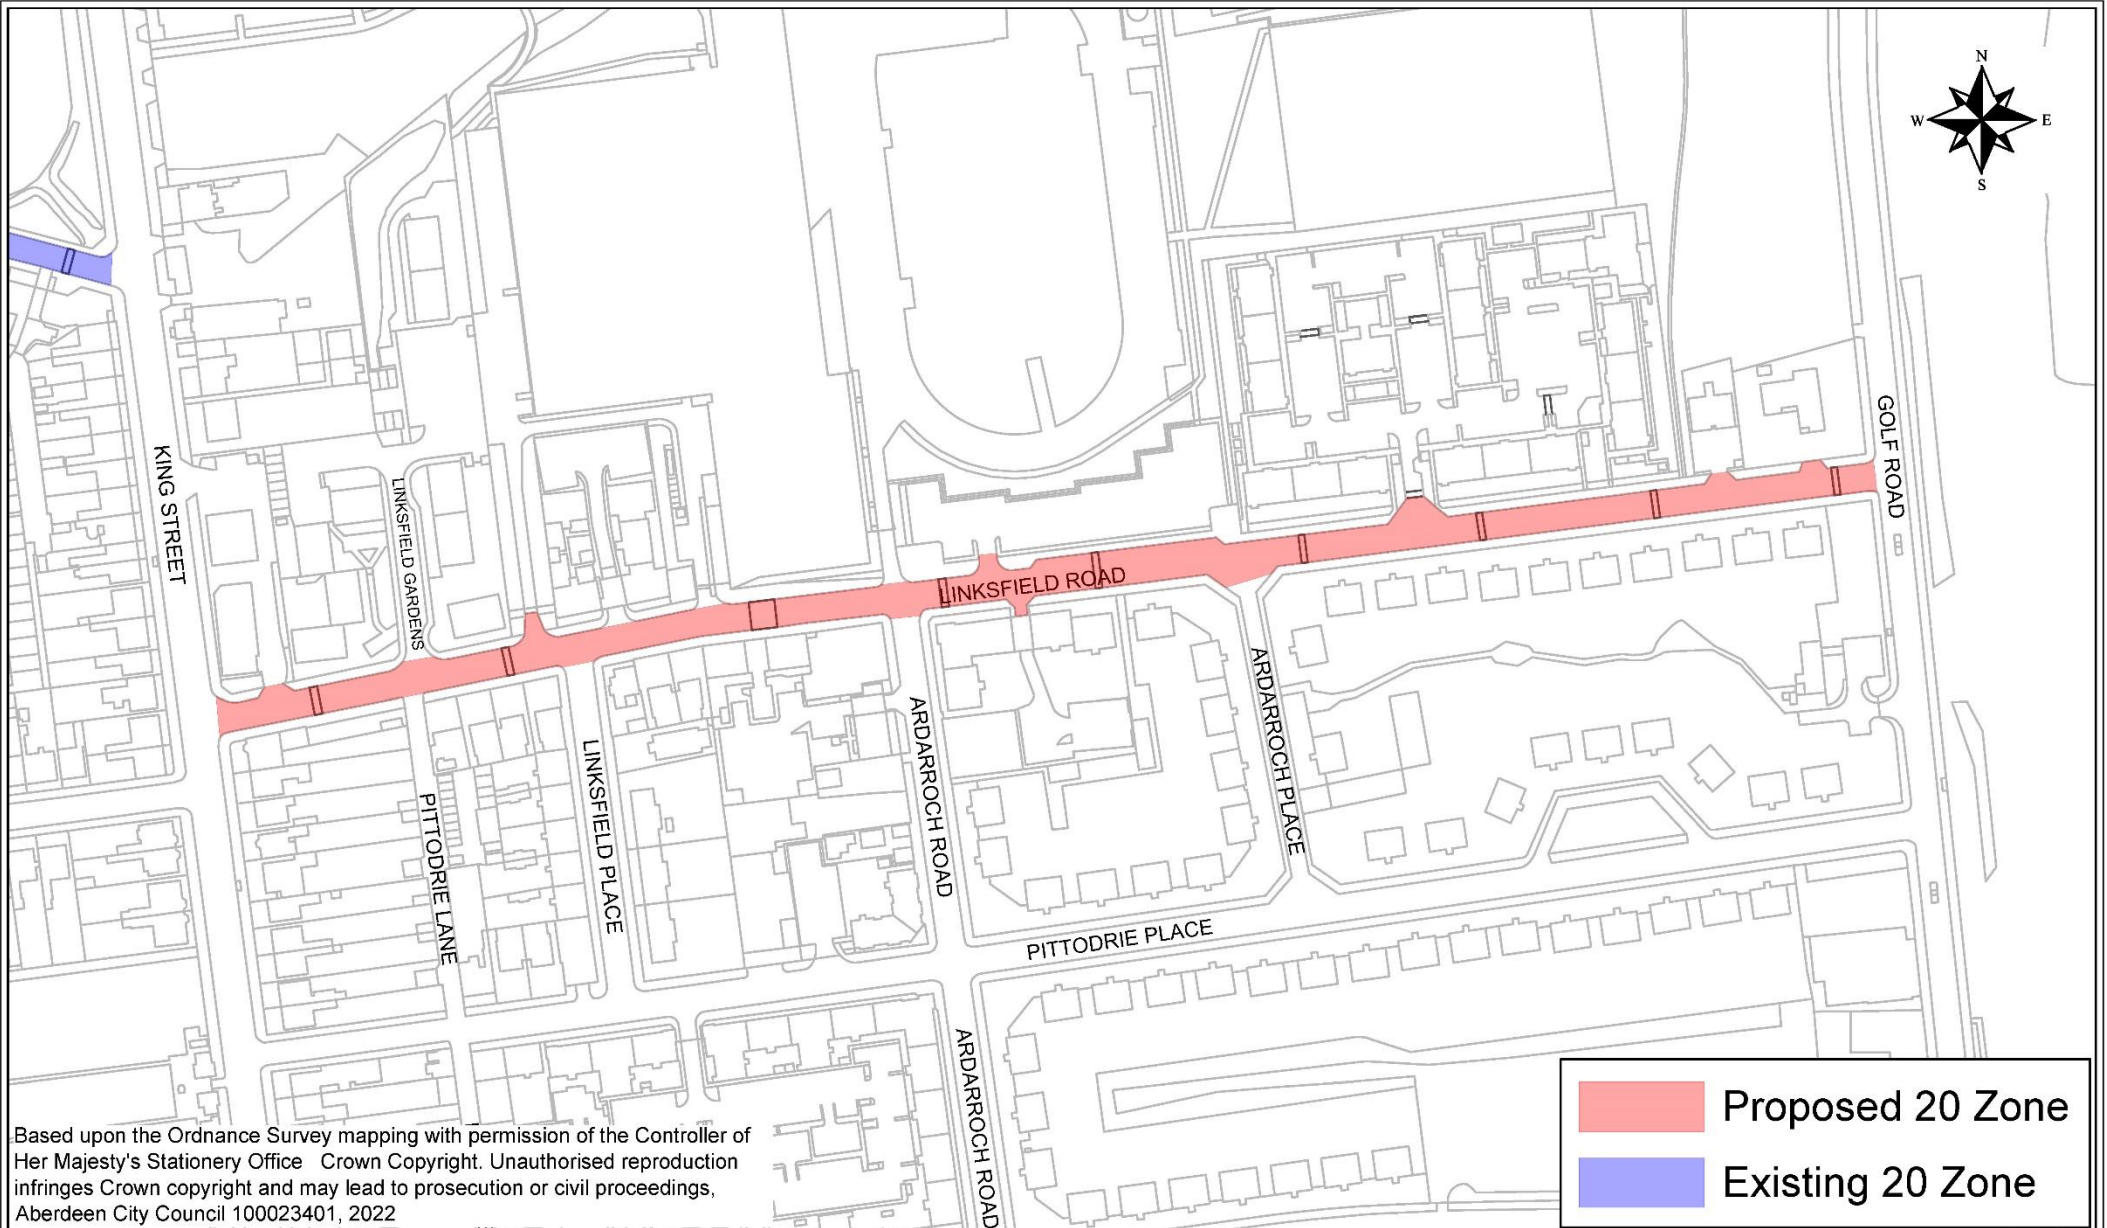 N
W E
S
KING STREET
LINKSFIELD GARDENS
GOLF ROAD
LINKSFIELD ROAD
PITTODRIE LANE
LINKSFIELD PLACE
ARDARROCH ROAD
ARDARROCH PLACE
PITTODRIE PLACE
ARDARROCH ROAD
Based upon the Ordnance Survey mapping with permission of the Controller of
Her Majesty's Stationery Office Crown Copyright. Unauthorised reproduction
infringes Crown copyright and may lead to prosecution or civil proceedings,
Aberdeen City Council 100023401, 2022
Proposed 20 Zone
Existing 20 Zone